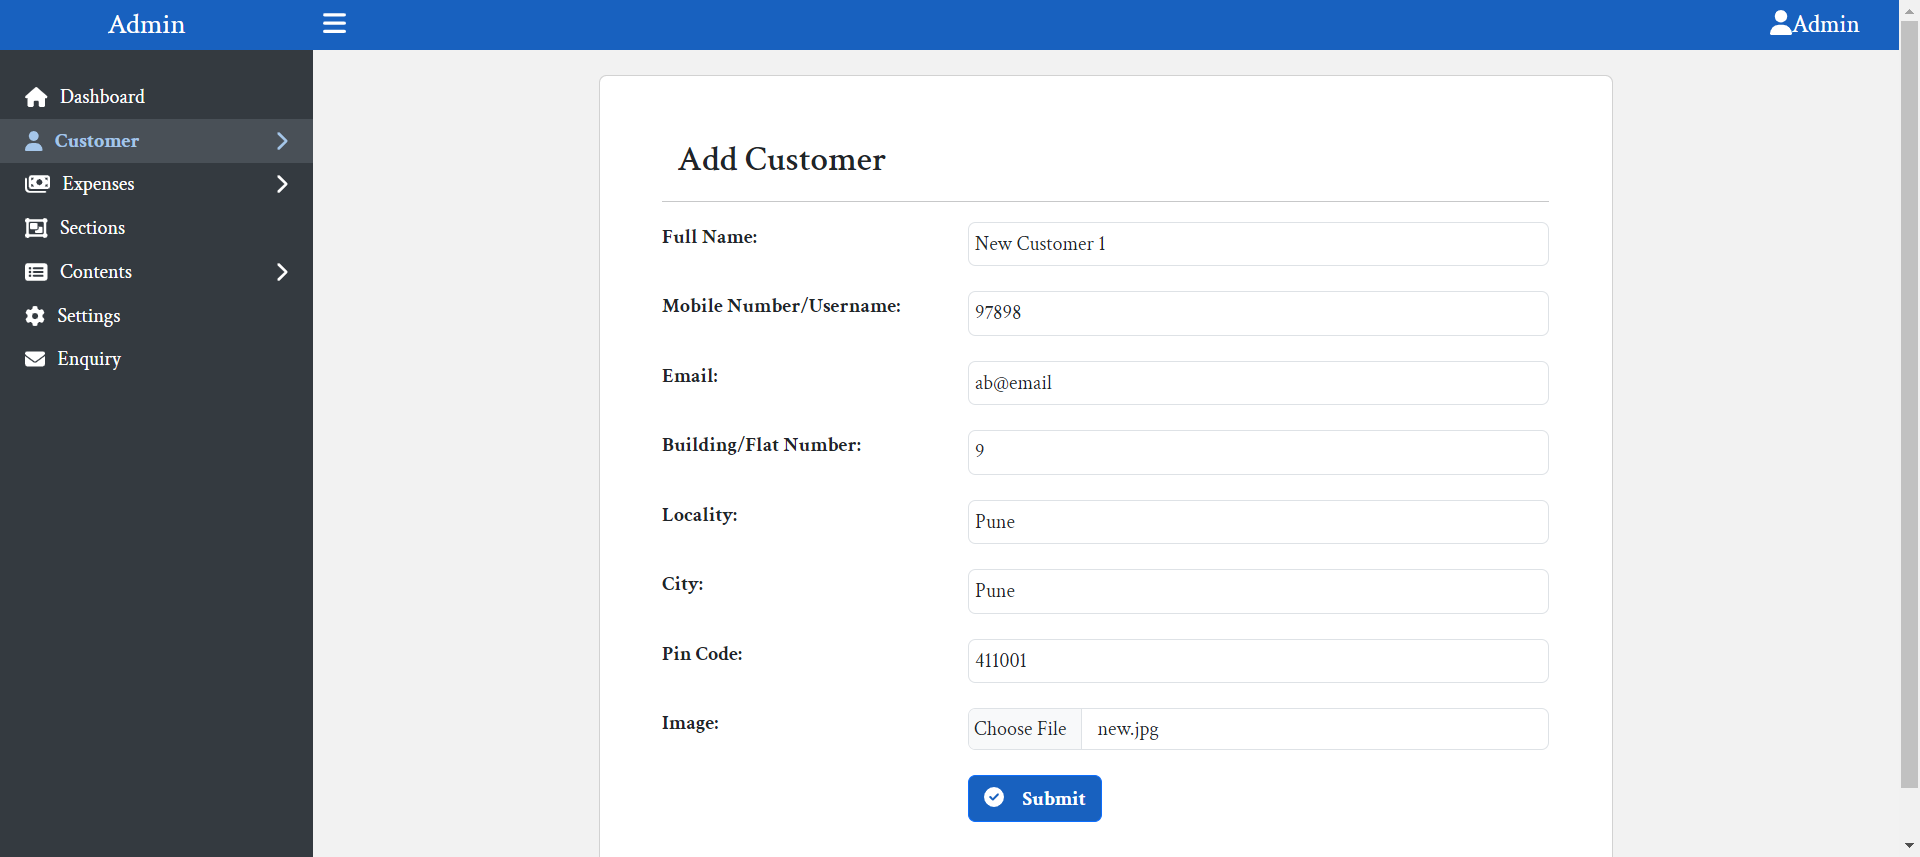 Admin
Admin
Dashboard
Customer
Expenses
Sections
Contents
Settings
Enquiry
Add Customer
Full Name:
New Customer 1
Mobile Number/Username:
97898
Email:
ab@email
Building/Flat Number:
9
Locality:
Pune
City:
Pune
Pin Code:
411001
Image:
Choose File new.jpg
Submit